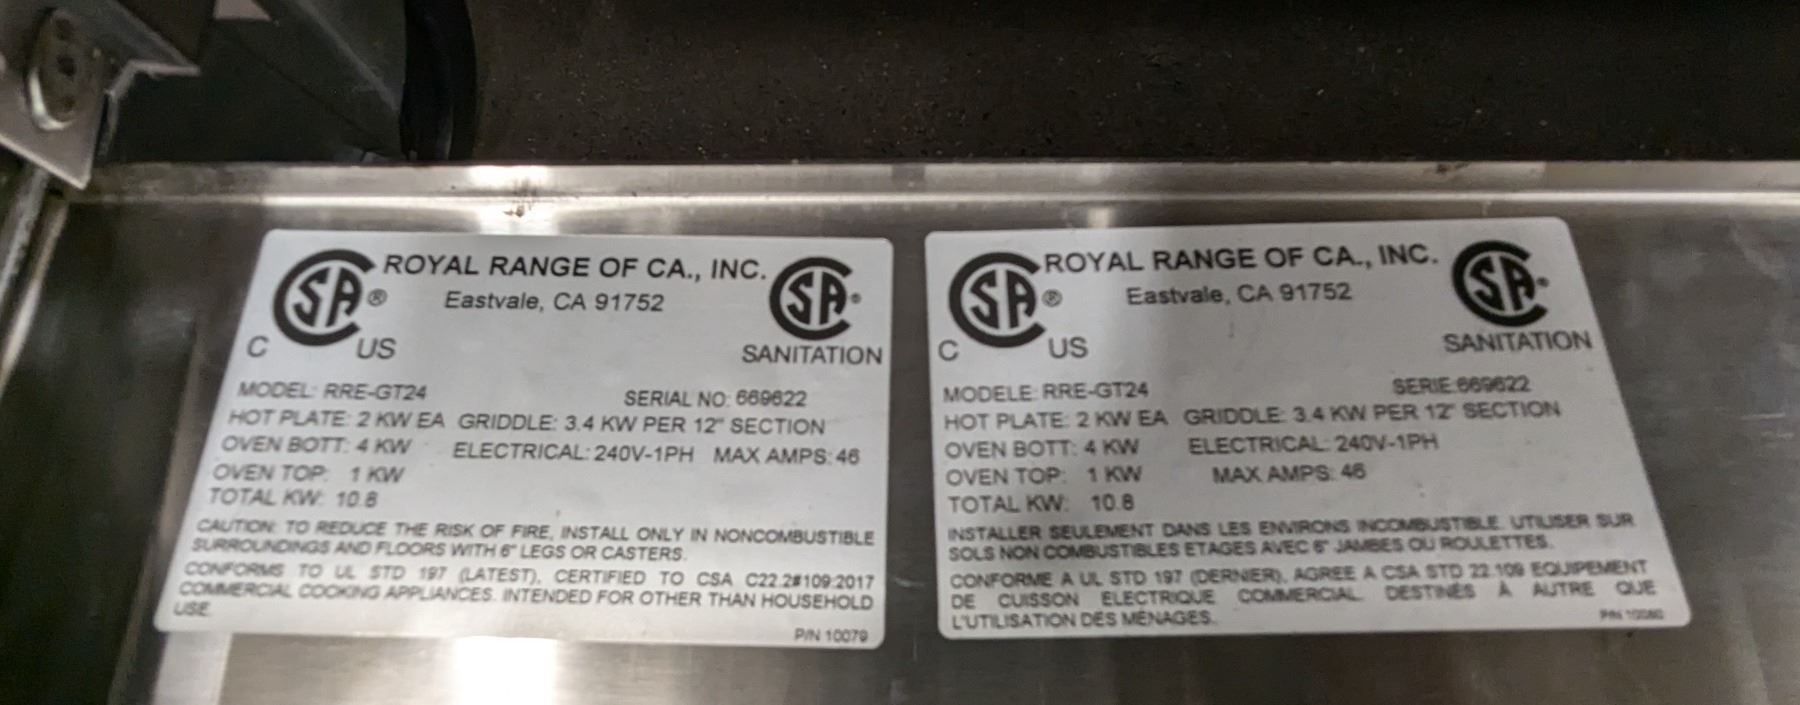 ROYAL RANGE OF CA., INC.
Eastvale, CA 91752
SA ®
C US
SA
SANITATION
MODEL: RRE-GT24 SERIAL NO: 669622
HOT PLATE: 2 KW EA GRIDDLE: 3.4 KW PER 12" SECTION
OVEN BOTT: 4 KW ELECTRICAL: 240V-1PH MAX AMPS: 46
OVEN TOP: 1 KW
TOTAL KW: 10.8
CAUTION: TO REDUCE THE RISK OF FIRE, INSTALL ONLY IN NONCOMBUSTIBLE
SURROUNDINGS AND FLOORS WITH 6" LEGS OR CASTERS.
CONFORMS TO UL STD 197 (LATEST), CERTIFIED TO CSA C22.2#109:2017
COMMERCIAL COOKING APPLIANCES. INTENDED FOR OTHER THAN HOUSEHOLD
USE.
P/N 10079
ROYAL RANGE OF CA., INC.
Eastvale, CA 91752
SA ®
C US
SA
SANITATION
MODELE: RRE-GT24 SERIE:669622
HOT PLATE: 2 KW EA GRIDDLE: 3.4 KW PER 12" SECTION
OVEN BOTT: 4 KW ELECTRICAL: 240V-1PH
OVEN TOP: 1 KW MAX AMPS: 46
TOTAL KW: 10.8
INSTALLER SEULEMENT DANS LES ENVIRONS INCOMBUSTIBLE. UTILISER SUR
SOLS NON COMBUSTIBLES ETAGES AVEC 6" JAMBES OU ROULETTES.
CONFORME A UL STD 197 (DERNIER), AGREE A CSA STD 22.109 EQUIPEMENT
DE CUISSON ELECTRIQUE COMMERCIAL. DESTINÉS À AUTRE QUE
L'UTILISATION DES MÉNAGES.
P/N 10080